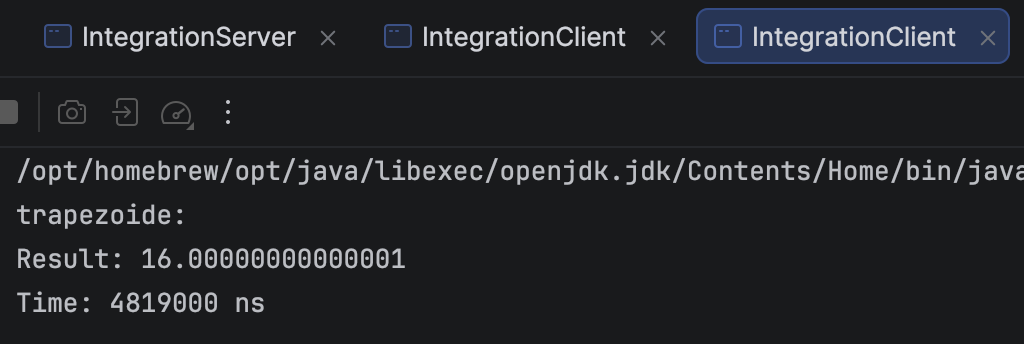 IntegrationServer IntegrationClient IntegrationClient
/opt/homebrew/opt/java/libexec/openjdk.jdk/Contents/Home/bin/java
trapezoide:
Result: 16.00000000000001
Time: 4819000 ns